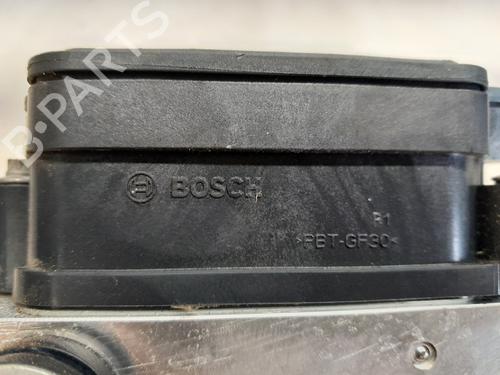 B·PARTS
BOSCH
P1
>PBT-GF30<